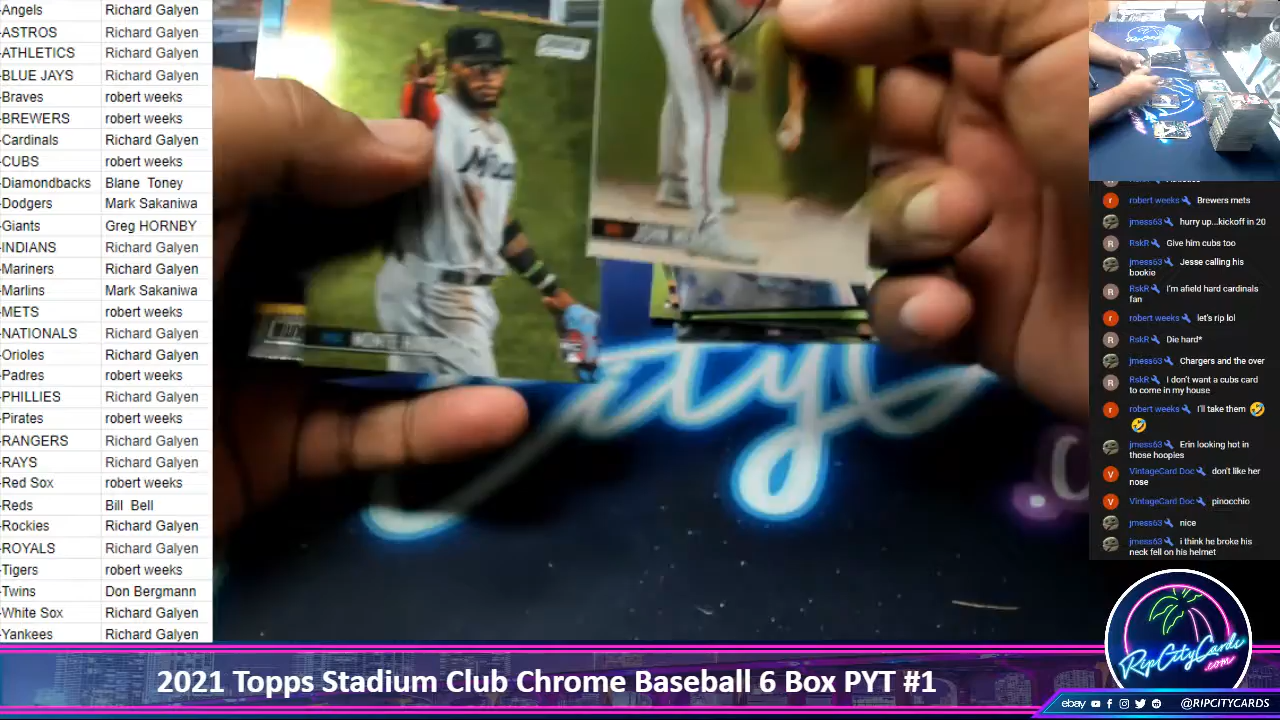 -Angels Richard Galyen
-ASTROS Richard Galyen
-ATHLETICS Richard Galyen
-BLUE JAYS Richard Galyen
-Braves robert weeks
-BREWERS robert weeks
-Cardinals Richard Galyen
-CUBS robert weeks
-Diamondbacks Blane Toney
-Dodgers Mark Sakaniwa
-Giants Greg HORNBY
-INDIANS Richard Galyen
-Mariners Richard Galyen
-Marlins Mark Sakaniwa
-METS robert weeks
-NATIONALS Richard Galyen
-Orioles Richard Galyen
-Padres robert weeks
-PHILLIES Richard Galyen
-Pirates robert weeks
-RANGERS Richard Galyen
-RAYS Richard Galyen
-Red Sox robert weeks
-Reds Bill Bell
-Rockies Richard Galyen
-ROYALS Richard Galyen
-Tigers robert weeks
-Twins Don Bergmann
-White Sox Richard Galyen
-Yankees Richard Galyen
MONTE
robert weeks Brewers mets
jmess63 hurry up...kickoff in 20
RskR Give him cubs too
jmess63 Jesse calling his
bookie
RskR I'm afield hard cardinals
fan
robert weeks let's rip lol
RskR Die hard*
jmess63 Chargers and the over
RskR I don't want a cubs card
to come in my house
robert weeks I'll take them 🤣
🤣
jmess63 Erin looking hot in
those hoopies
VintageCard Doc don't like her
nose
VintageCard Doc pinocchio
jmess63 nice
jmess63 i think he broke his
neck fell on his helmet
RipCityCards
.com
2021 Topps Stadium Club Chrome Baseball 6 Box PYT #1
ebay @RIPCITYCARDS